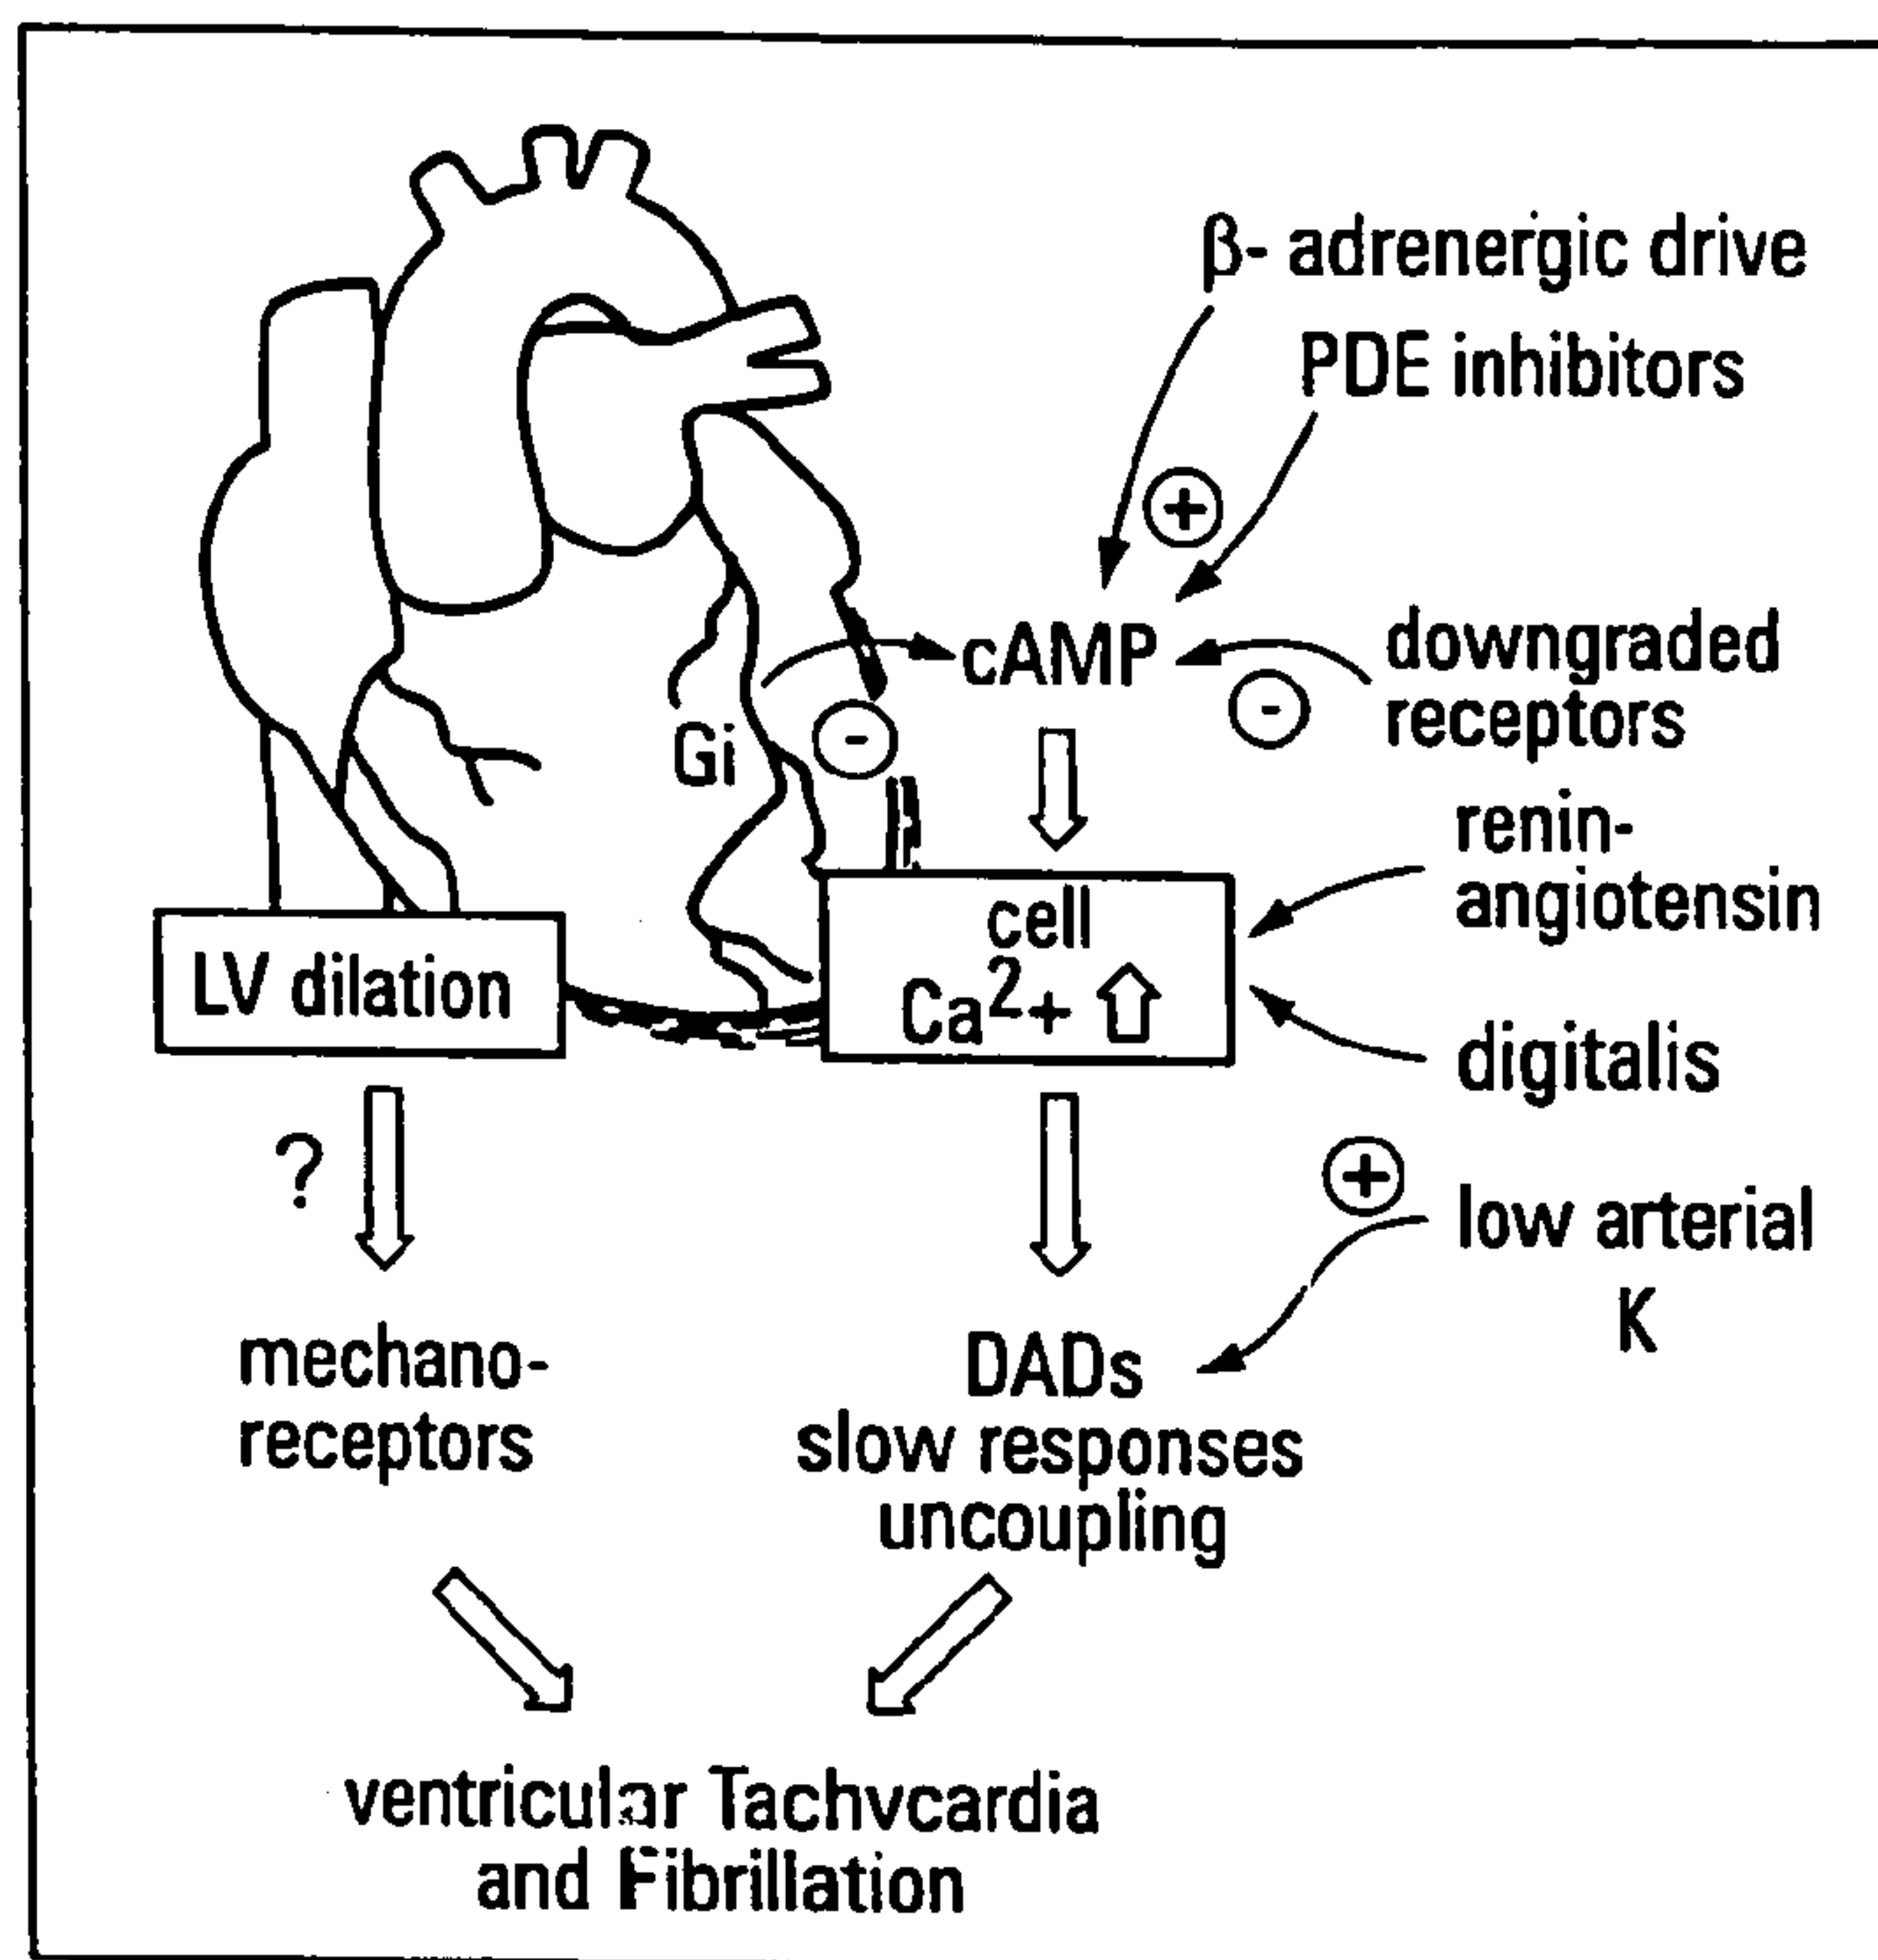 β- adrenergic drive
PDE inhibitors
+
cAMP
downgraded
receptors
-
Gi
-
renin-
angiotensin
cell
Ca2+
LV dilation
digitalis
?
+
low arterial
K
mechano-
receptors
DADs
slow responses
uncoupling
ventricular Tachycardia
and Fibrillation